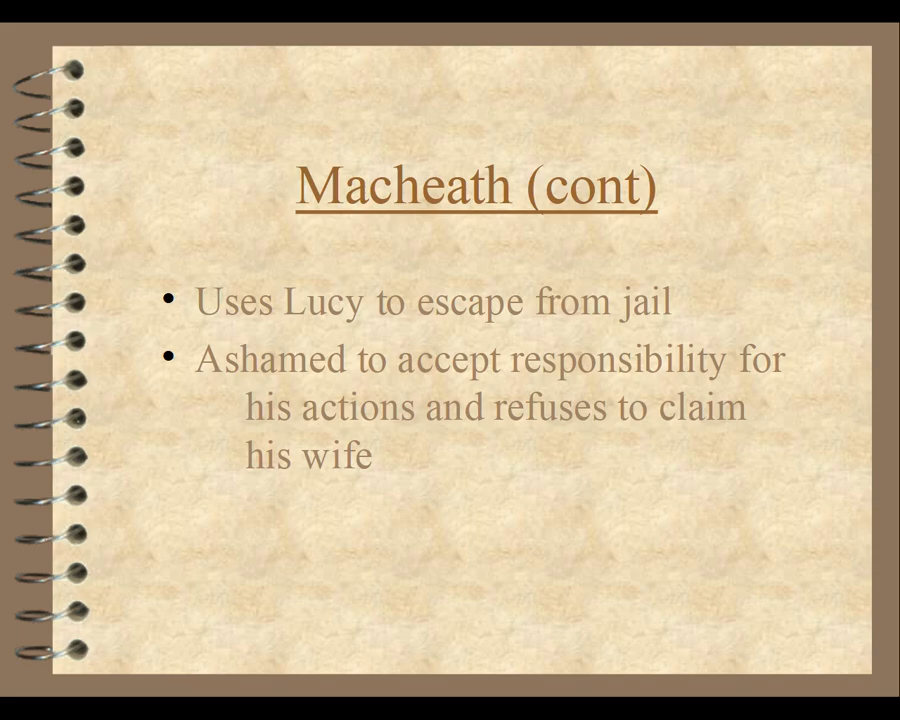 Macheath (cont)
• Uses Lucy to escape from jail
• Ashamed to accept responsibility for
his actions and refuses to claim
his wife